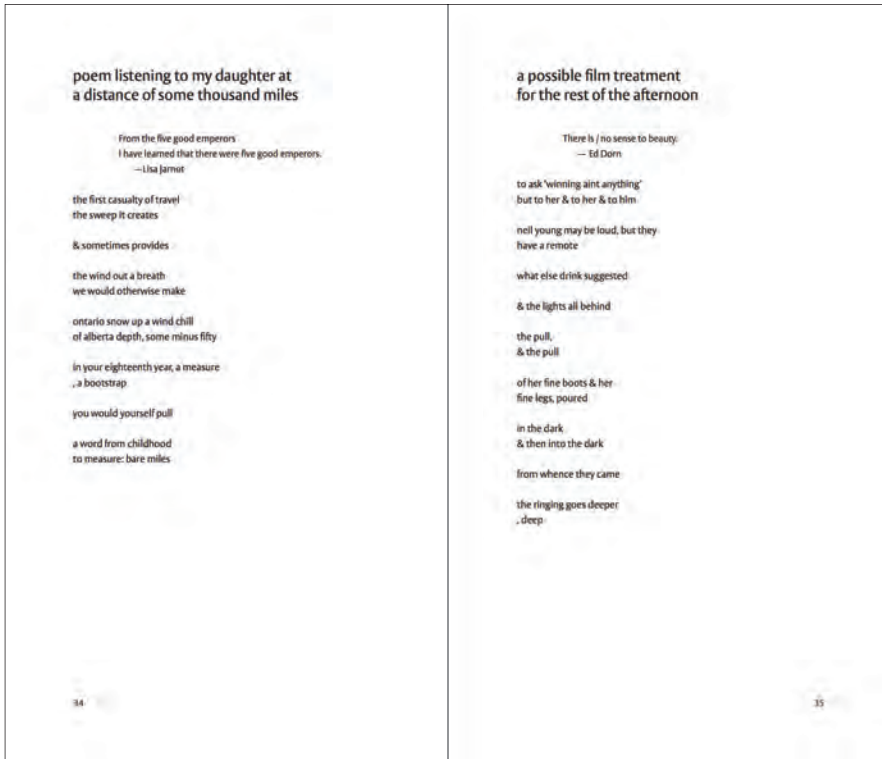 poem listening to my daughter at
a distance of some thousand miles
From the five good emperors
I have learned that there were five good emperors.
—Lisa Jarnot
the first casualty of travel
the sweep it creates
& sometimes provides
the wind out a breath
we would otherwise make
ontario snow up a wind chill
of alberta depth, some minus fifty
in your eighteenth year, a measure
, a bootstrap
you would yourself pull
a word from childhood
to measure: bare miles
34
a possible film treatment
for the rest of the afternoon
There is / no sense to beauty.
— Ed Dorn
to ask 'winning aint anything'
but to her & to her & to him
neil young may be loud, but they
have a remote
what else drink suggested
& the lights all behind
the pull,
& the pull
of her fine boots & her
fine legs, poured
in the dark
& then into the dark
from whence they came
the ringing goes deeper
, deep
35